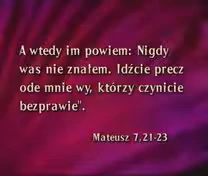 A wtedy im powiem: Nigdy
was nie znałem. Idźcie precz
ode mnie wy, którzy czynicie
bezprawie".
Mateusz 7,21-23